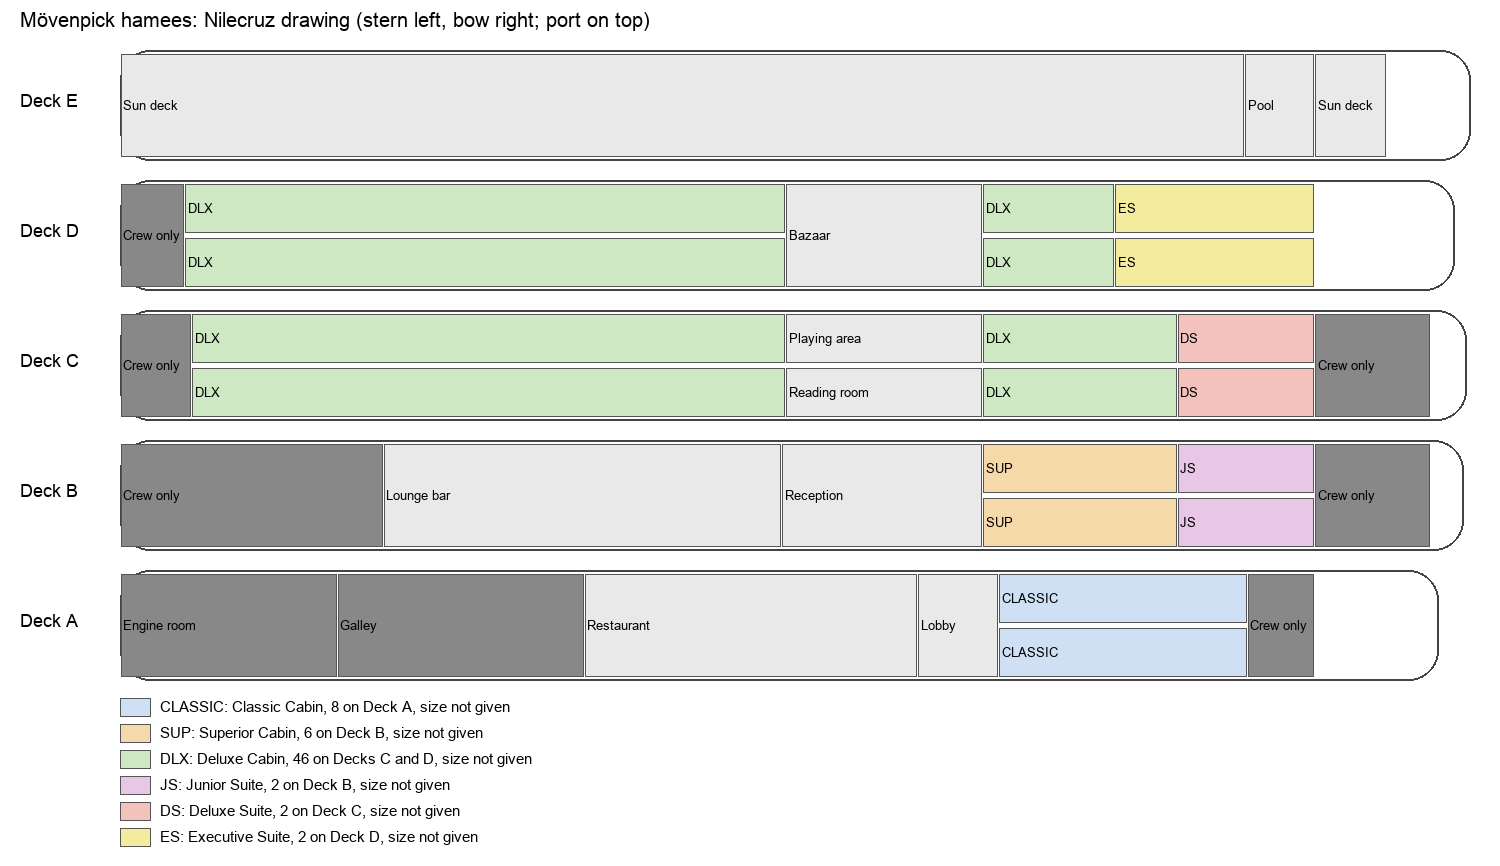 Mövenpick hamees: Nilecruz drawing (stern left, bow right; port on top)
Deck E
Sun deck
Pool
Sun deck
Deck D
Crew only
DLX
DLX
Bazaar
DLX
DLX
ES
ES
Deck C
Crew only
DLX
DLX
Playing area
Reading room
DLX
DLX
DS
DS
Crew only
Deck B
Crew only
Lounge bar
Reception
SUP
SUP
JS
JS
Crew only
Deck A
Engine room
Galley
Restaurant
Lobby
CLASSIC
CLASSIC
Crew only
CLASSIC: Classic Cabin, 8 on Deck A, size not given
SUP: Superior Cabin, 6 on Deck B, size not given
DLX: Deluxe Cabin, 46 on Decks C and D, size not given
JS: Junior Suite, 2 on Deck B, size not given
DS: Deluxe Suite, 2 on Deck C, size not given
ES: Executive Suite, 2 on Deck D, size not given